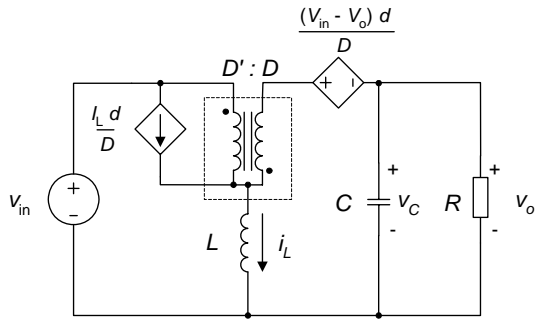 (V_in - V_o) d
D
D' : D
+ -
I_L d
D
+
-
v_in
L
i_L
C
+
v_C
-
R
+
v_o
-